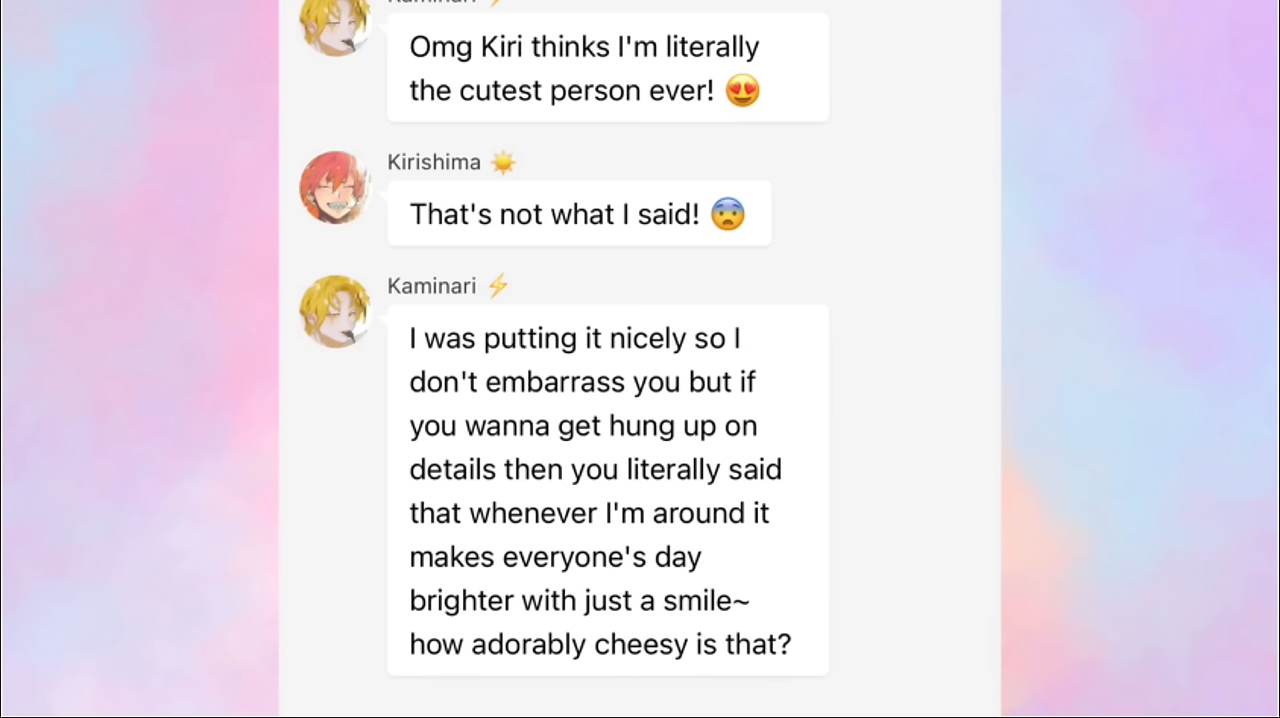 Kaminari ⚡
Omg Kiri thinks I'm literally
the cutest person ever! 😍
Kirishima ☀️
That's not what I said! 😨
Kaminari ⚡
I was putting it nicely so I
don't embarrass you but if
you wanna get hung up on
details then you literally said
that whenever I'm around it
makes everyone's day
brighter with just a smile~
how adorably cheesy is that?